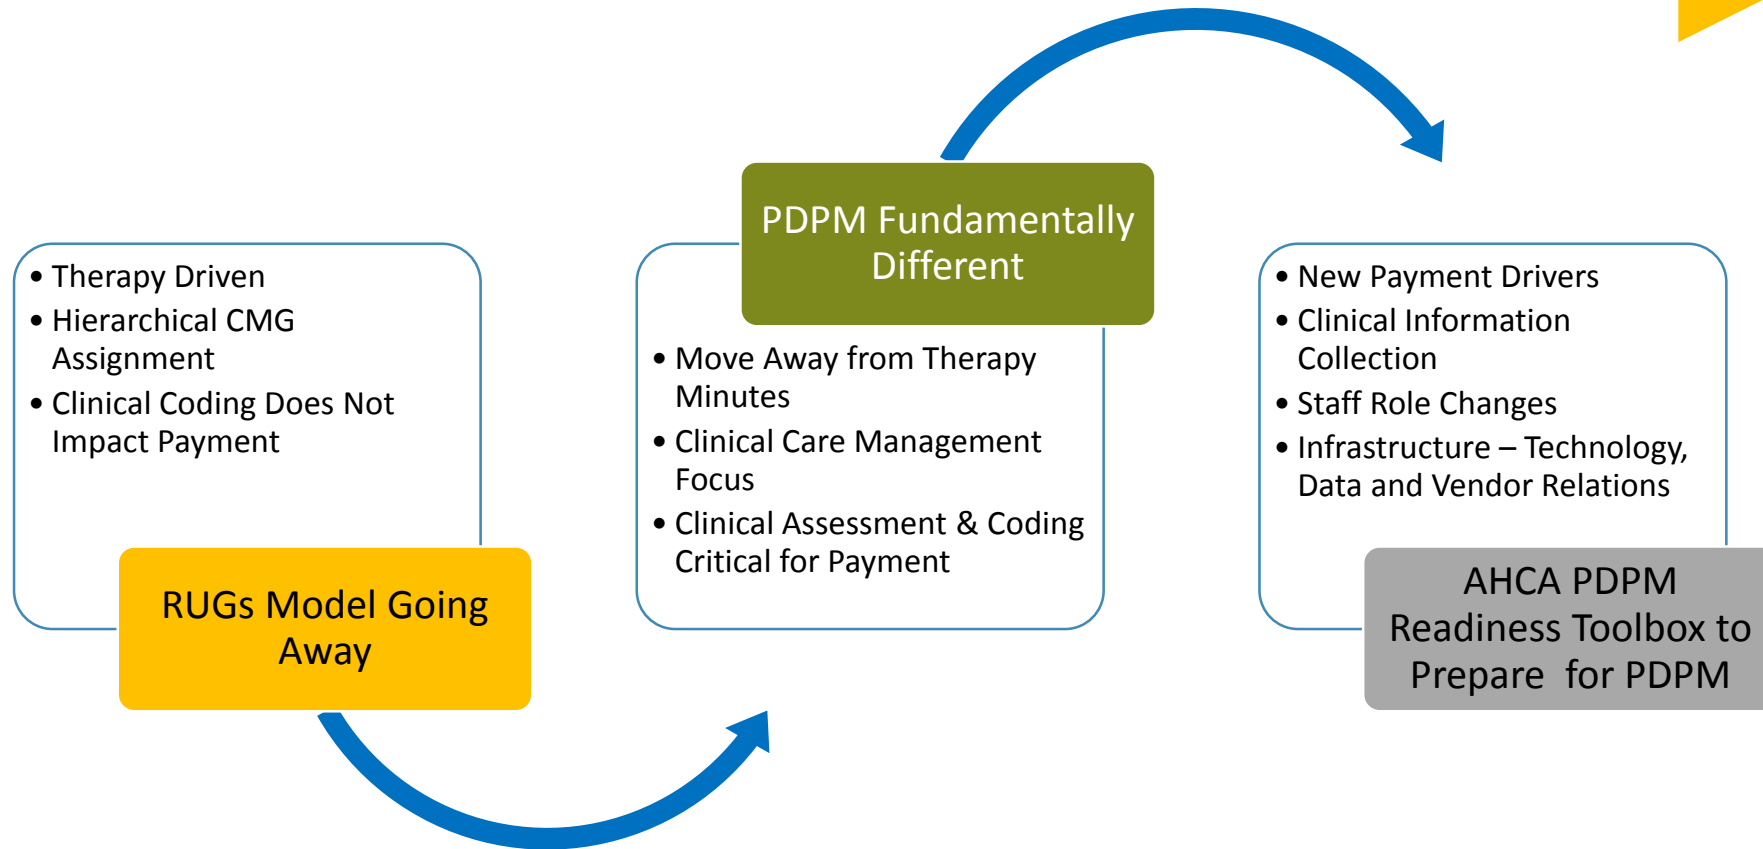 • Therapy Driven
• Hierarchical CMG
Assignment
• Clinical Coding Does Not
Impact Payment
RUGs Model Going
Away
PDPM Fundamentally
Different
• Move Away from Therapy
Minutes
• Clinical Care Management
Focus
• Clinical Assessment & Coding
Critical for Payment
• New Payment Drivers
• Clinical Information
Collection
• Staff Role Changes
• Infrastructure – Technology,
Data and Vendor Relations
AHCA PDPM
Readiness Toolbox to
Prepare for PDPM